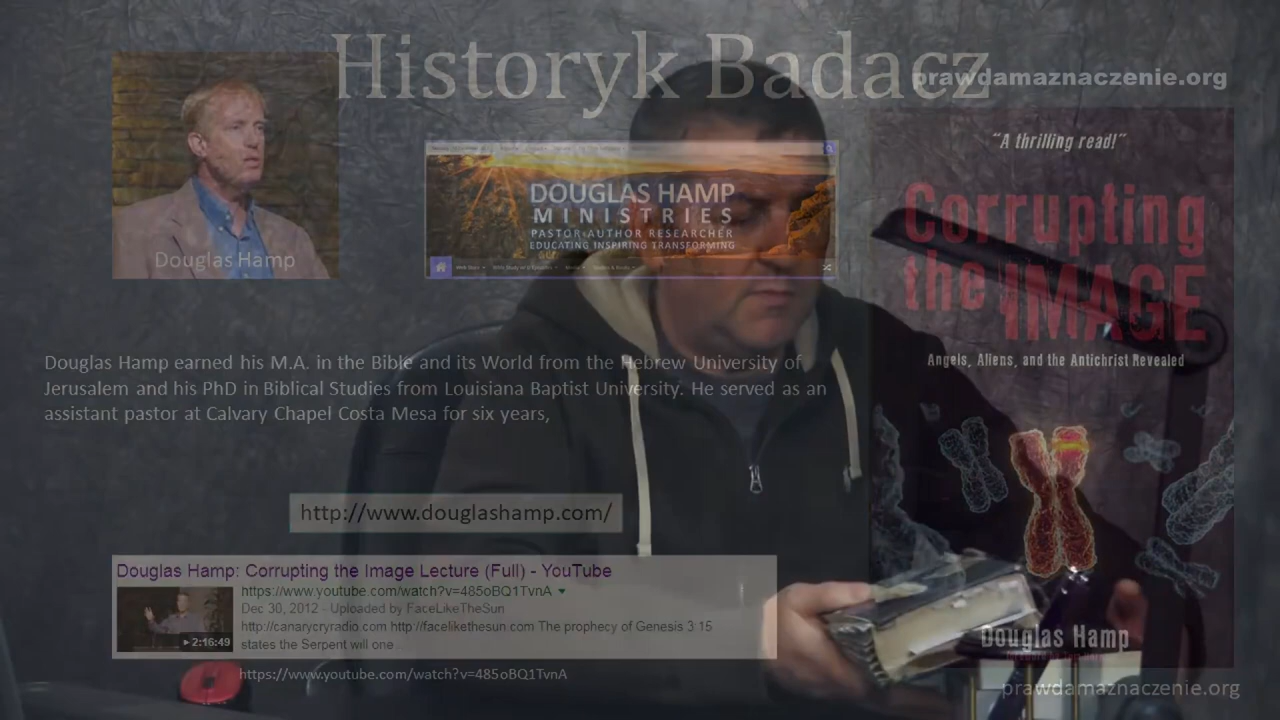 Historyk Badacz
prawdamaznaczenie.org
Douglas Hamp
DOUGLAS HAMP
MINISTRIES
PASTOR AUTHOR RESEARCHER
EDUCATING INSPIRING TRANSFORMING
“A thrilling read!”
Corrupting
the IMAGE
Angels, Aliens, and the Antichrist Revealed
Douglas Hamp
Douglas Hamp earned his M.A. in the Bible and its World from the Hebrew University of
Jerusalem and his PhD in Biblical Studies from Louisiana Baptist University. He served as an
assistant pastor at Calvary Chapel Costa Mesa for six years,
http://www.douglashamp.com/
Douglas Hamp: Corrupting the Image Lecture (Full) - YouTube
https://www.youtube.com/watch?v=485oBQ1TvnA
Dec 30, 2012 - Uploaded by FaceLikeTheSun
http://canarycryradio.com http://facelikethesun.com The prophecy of Genesis 3:15
states the Serpent will one
2:16:49
https://www.youtube.com/watch?v=485oBQ1TvnA
prawdamaznaczenie.org